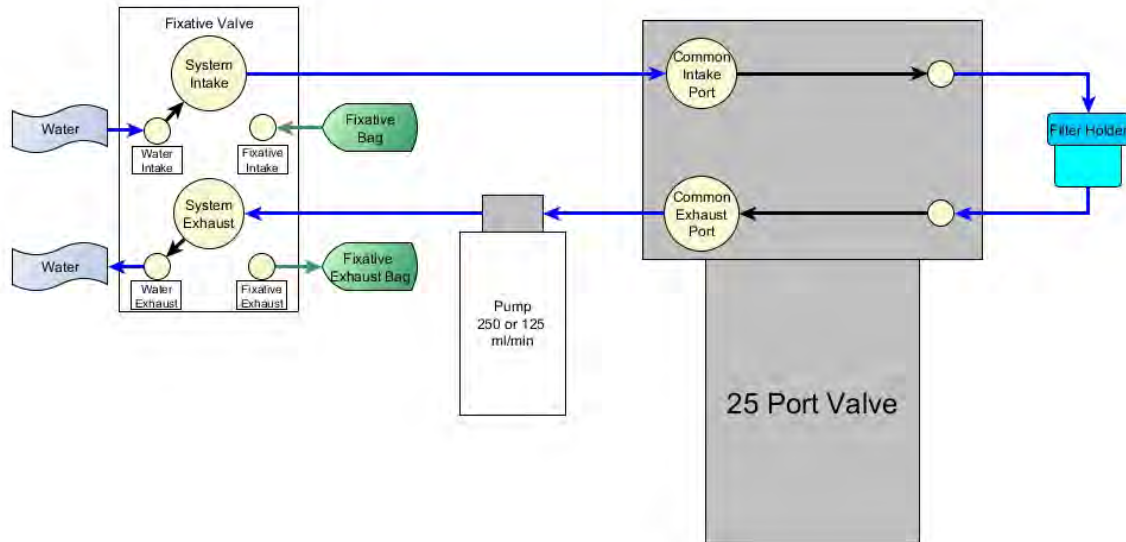 Fixative Valve
System
Intake
Water
Water
Intake
Fixative
Intake
Fixative
Bag
System
Exhaust
Water
Water
Exhaust
Fixative
Exhaust
Fixative
Exhaust Bag
Pump
250 or 125
ml/min
Common
Intake
Port
Common
Exhaust
Port
Filter Holder
25 Port Valve